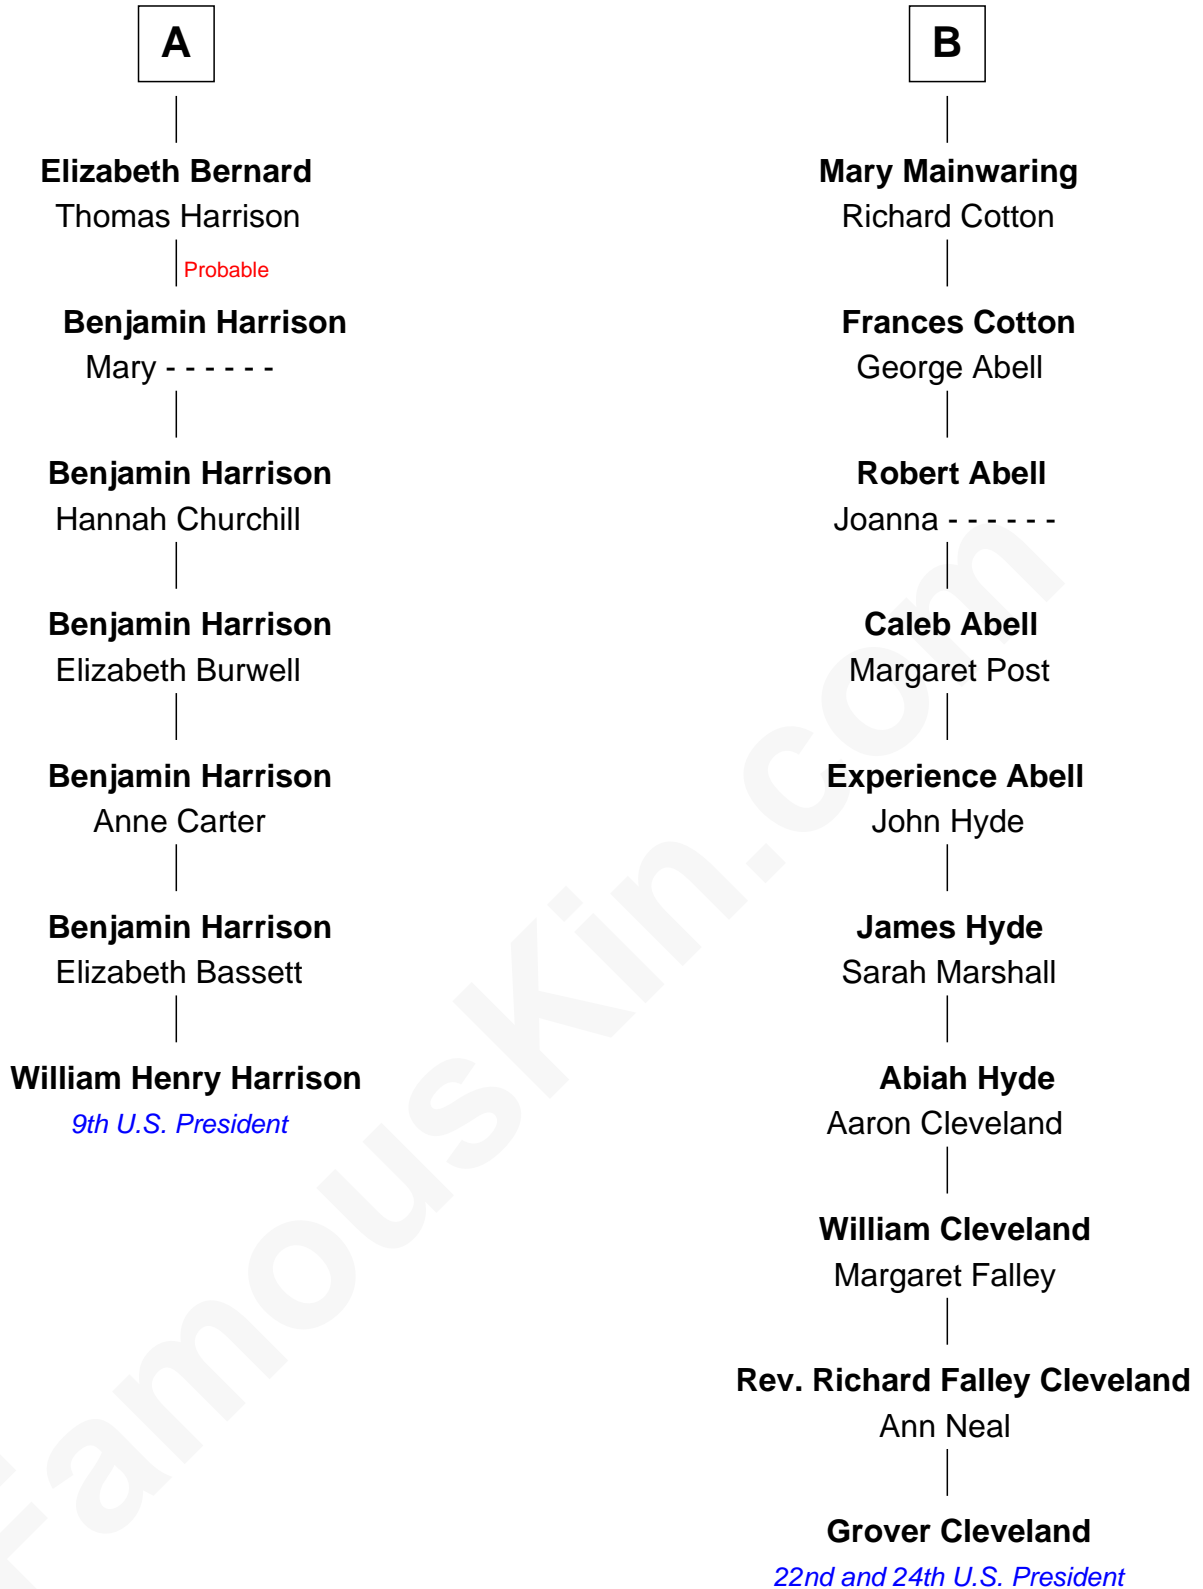 A
Elizabeth Bernard
Thomas Harrison
Probable
Benjamin Harrison
Mary - - - - - -
Benjamin Harrison
Hannah Churchill
Benjamin Harrison
Elizabeth Burwell
Benjamin Harrison
Anne Carter
Benjamin Harrison
Elizabeth Bassett
William Henry Harrison
9th U.S. President
B
Mary Mainwaring
Richard Cotton
Frances Cotton
George Abell
Robert Abell
Joanna - - - - - -
Caleb Abell
Margaret Post
Experience Abell
John Hyde
James Hyde
Sarah Marshall
Abiah Hyde
Aaron Cleveland
William Cleveland
Margaret Falley
Rev. Richard Falley Cleveland
Ann Neal
Grover Cleveland
22nd and 24th U.S. President
FamousKin.com